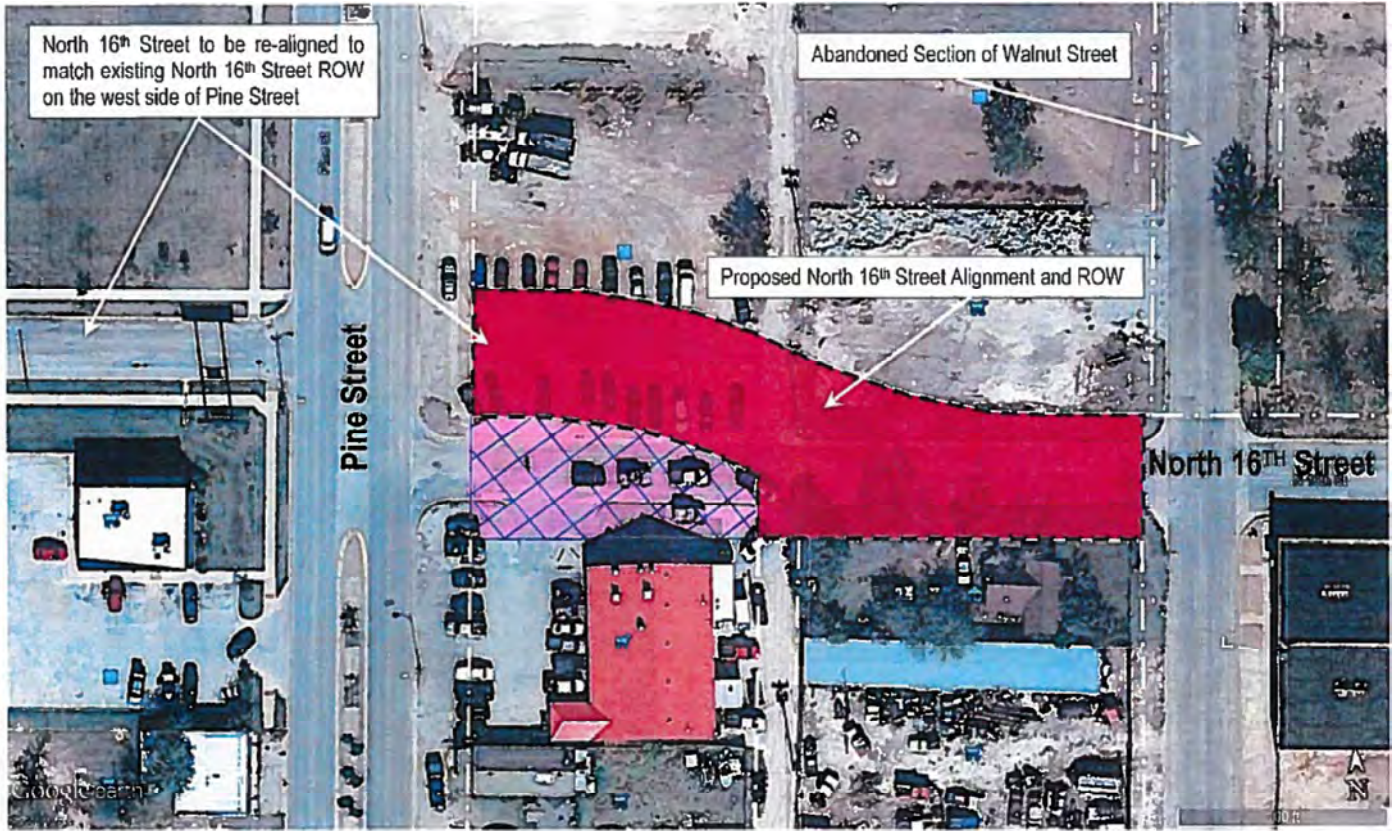 North 16th Street to be re-aligned to
match existing North 16th Street ROW
on the west side of Pine Street
Abandoned Section of Walnut Street
Proposed North 16th Street Alignment and ROW
Pine Street
North 16TH Street
Google earth
N